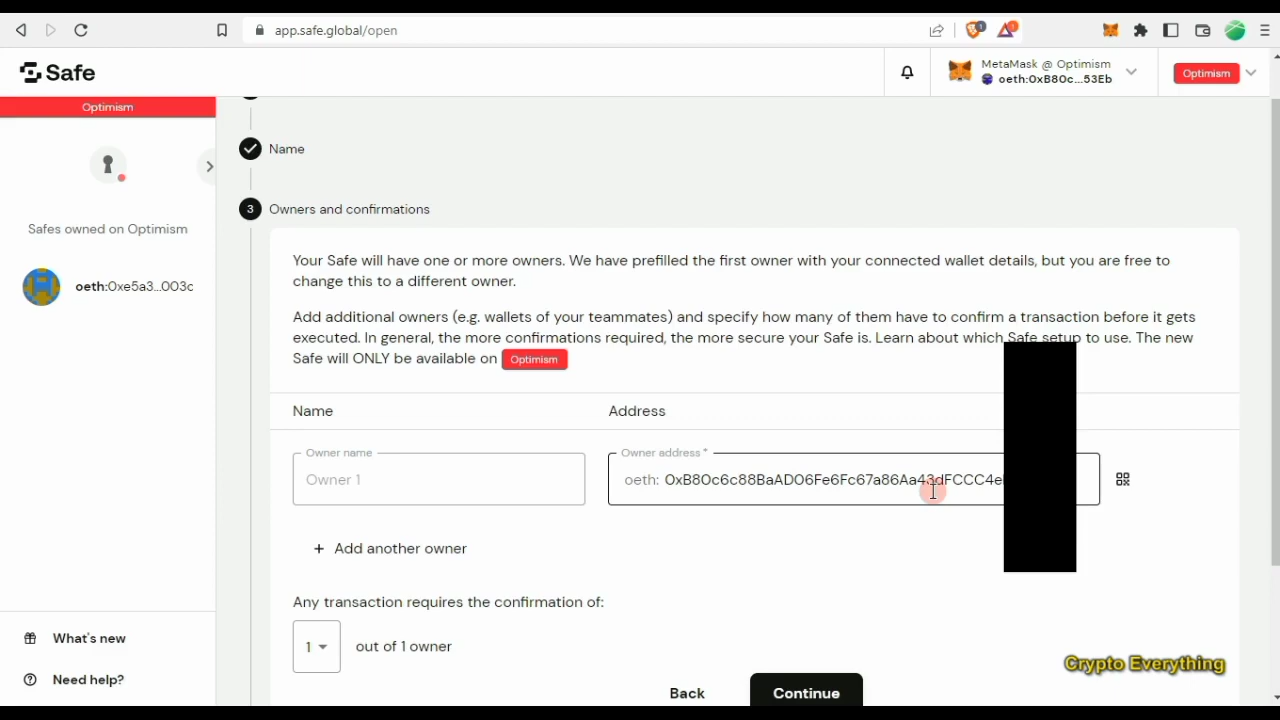 app.safe.global/open
1
1
Safe
MetaMask @ Optimism
oeth:0xB80c...53Eb
Optimism
Optimism
Name
3
Owners and confirmations
Safes owned on Optimism
oeth:0xe5a3...003c
Your Safe will have one or more owners. We have prefilled the first owner with your connected wallet details, but you are free to
change this to a different owner.
Add additional owners (e.g. wallets of your teammates) and specify how many of them have to confirm a transaction before it gets
executed. In general, the more confirmations required, the more secure your Safe is. Learn about which Safe setup to use. The new
Safe will ONLY be available on Optimism
Name
Address
Owner name
Owner address *
Owner 1
oeth: 0xB80c6c88BaAD06Fe6Fc67a86Aa43dFCCC4e
+ Add another owner
Any transaction requires the confirmation of:
1
out of 1 owner
What's new
Need help?
Crypto Everything
Back
Continue